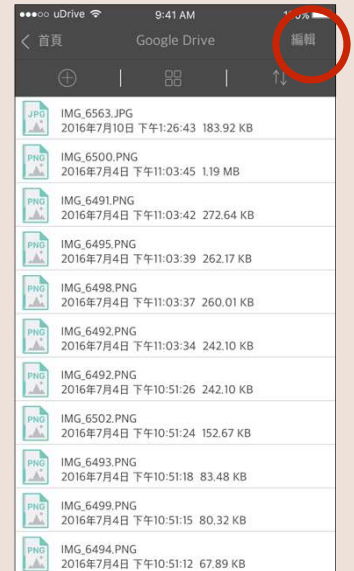 uDrive 9:41 AM
首頁 Google Drive 編輯
JPG IMG_6563.JPG
2016年7月10日 下午1:26:43 183.92 KB
PNG IMG_6500.PNG
2016年7月4日 下午11:03:45 1.19 MB
PNG IMG_6491.PNG
2016年7月4日 下午11:03:42 272.64 KB
PNG IMG_6495.PNG
2016年7月4日 下午11:03:39 262.17 KB
PNG IMG_6498.PNG
2016年7月4日 下午11:03:37 260.01 KB
PNG IMG_6492.PNG
2016年7月4日 下午11:03:34 242.10 KB
PNG IMG_6492.PNG
2016年7月4日 下午10:51:26 242.10 KB
PNG IMG_6502.PNG
2016年7月4日 下午10:51:24 152.67 KB
PNG IMG_6493.PNG
2016年7月4日 下午10:51:18 83.48 KB
PNG IMG_6499.PNG
2016年7月4日 下午10:51:15 80.32 KB
PNG IMG_6494.PNG
2016年7月4日 下午10:51:12 67.89 KB